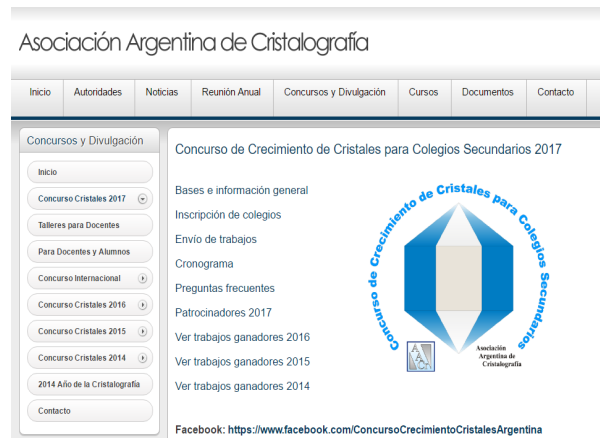 Asociación Argentina de Cristalografía
Inicio Autoridades Noticias Reunión Anual Concursos y Divulgación Cursos Documentos Contacto
Concursos y Divulgación
Inicio
Concurso Cristales 2017
Talleres para Docentes
Para Docentes y Alumnos
Concurso Internacional
Concurso Cristales 2016
Concurso Cristales 2015
Concurso Cristales 2014
2014 Año de la Cristalografía
Contacto
Concurso de Crecimiento de Cristales para Colegios Secundarios 2017
Bases e información general
Inscripción de colegios
Envío de trabajos
Cronograma
Preguntas frecuentes
Patrocinadores 2017
Ver trabajos ganadores 2016
Ver trabajos ganadores 2015
Ver trabajos ganadores 2014
Concurso de Crecimiento de Cristales para Colegios Secundarios
Asociación
Argentina de
Cristalografía
Facebook: https://www.facebook.com/ConcursoCrecimientoCristalesArgentina